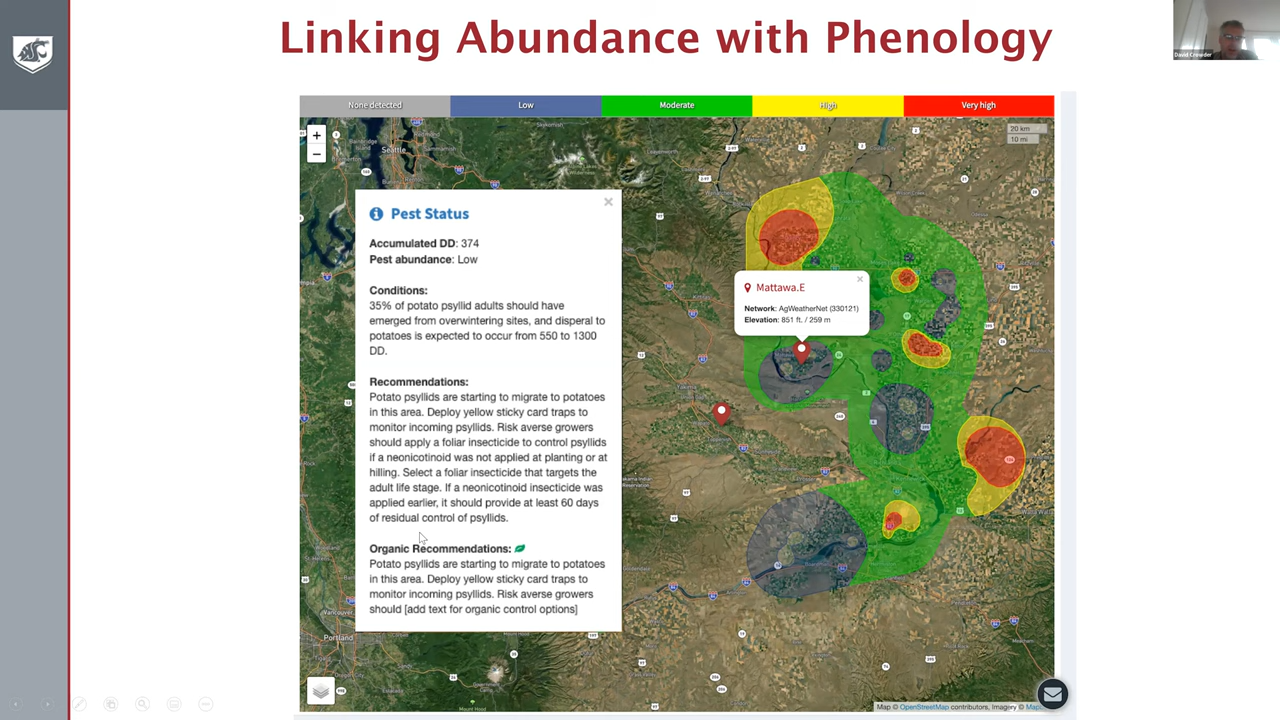 Linking Abundance with Phenology
David Crowder
None detected
Low
Moderate
High
Very high
+
−
20 km
10 mi
Seattle
Pest Status
Accumulated DD: 374
Pest abundance: Low
Conditions:
35% of potato psyllid adults should have
emerged from overwintering sites, and disperal to
potatoes is expected to occur from 550 to 1300
DD.
Recommendations:
Potato psyllids are starting to migrate to potatoes
in this area. Deploy yellow sticky card traps to
monitor incoming psyllids. Risk averse growers
should apply a foliar insecticide to control psyllids
if a neonicotinoid was not applied at planting or at
hilling. Select a foliar insecticide that targets the
adult life stage. If a neonicotinoid insecticide was
applied earlier, it should provide at least 60 days
of residual control of psyllids.
Organic Recommendations:
Potato psyllids are starting to migrate to potatoes
in this area. Deploy yellow sticky card traps to
monitor incoming psyllids. Risk averse growers
should [add text for organic control options]
Mattawa.E
Network: AgWeatherNet (330121)
Elevation: 851 ft. / 259 m
Yakima
Vancouver
Portland
Map © OpenStreetMap contributors, Imagery ©